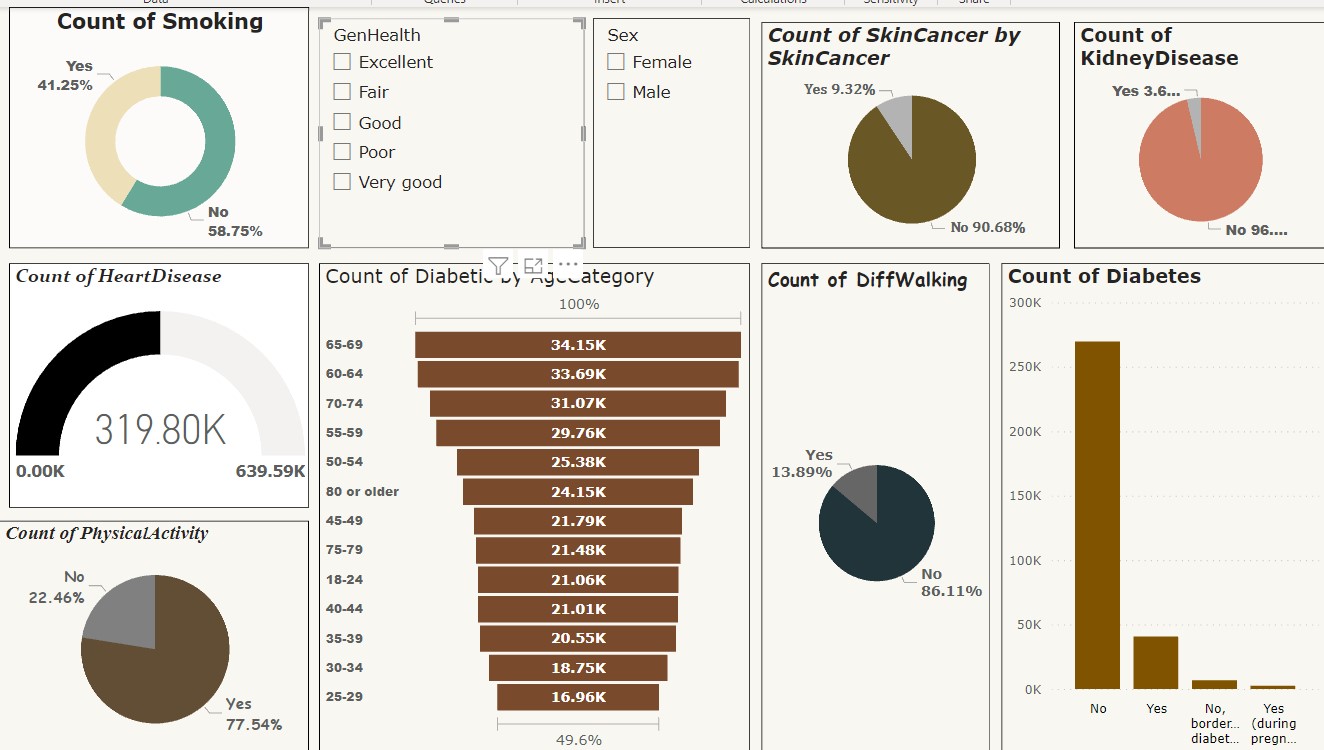 Data
Queries
Insert
Calculations
Sensitivity
Share
Count of Smoking
Yes
41.25%
No
58.75%
GenHealth
Excellent
Fair
Good
Poor
Very good
Sex
Female
Male
Count of SkinCancer by
SkinCancer
Yes 9.32%
No 90.68%
Count of
KidneyDisease
Yes 3.6...
No 96....
Count of HeartDisease
319.80K
0.00K
639.59K
Count of PhysicalActivity
No
22.46%
Yes
77.54%
Count of Diabetic by AgeCategory
100%
65-69 34.15K
60-64 33.69K
70-74 31.07K
55-59 29.76K
50-54 25.38K
80 or older 24.15K
45-49 21.79K
75-79 21.48K
18-24 21.06K
40-44 21.01K
35-39 20.55K
30-34 18.75K
25-29 16.96K
49.6%
Count of DiffWalking
Yes
13.89%
No
86.11%
Count of Diabetes
300K
250K
200K
150K
100K
50K
0K
No
Yes
No,
border...
diabet...
Yes
(during
pregn...